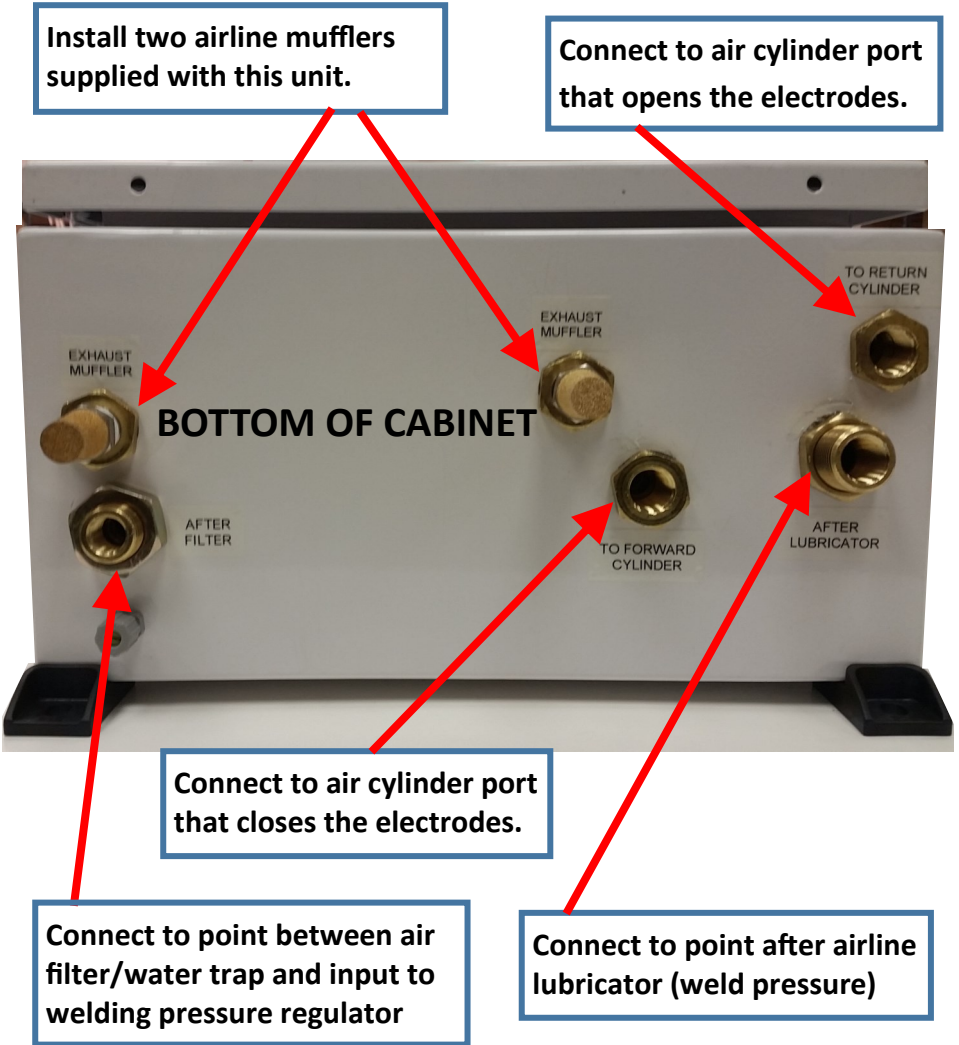 Install two airline mufflers
supplied with this unit.
Connect to air cylinder port
that opens the electrodes.
TO RETURN
CYLINDER
EXHAUST
MUFFLER
EXHAUST
MUFFLER
BOTTOM OF CABINET
AFTER
FILTER
TO FORWARD
CYLINDER
AFTER
LUBRICATOR
Connect to air cylinder port
that closes the electrodes.
Connect to point between air
filter/water trap and input to
welding pressure regulator
Connect to point after airline
lubricator (weld pressure)